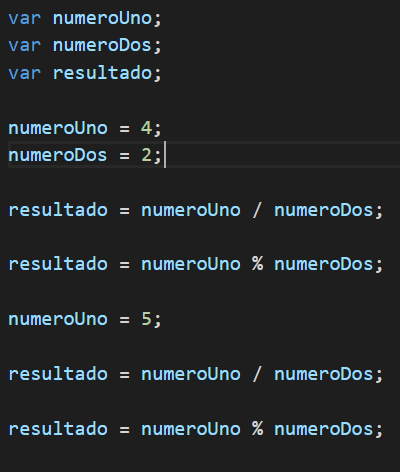 var numeroUno;
var numeroDos;
var resultado;
numeroUno = 4;
numeroDos = 2;
resultado = numeroUno / numeroDos;
resultado = numeroUno % numeroDos;
numeroUno = 5;
resultado = numeroUno / numeroDos;
resultado = numeroUno % numeroDos;